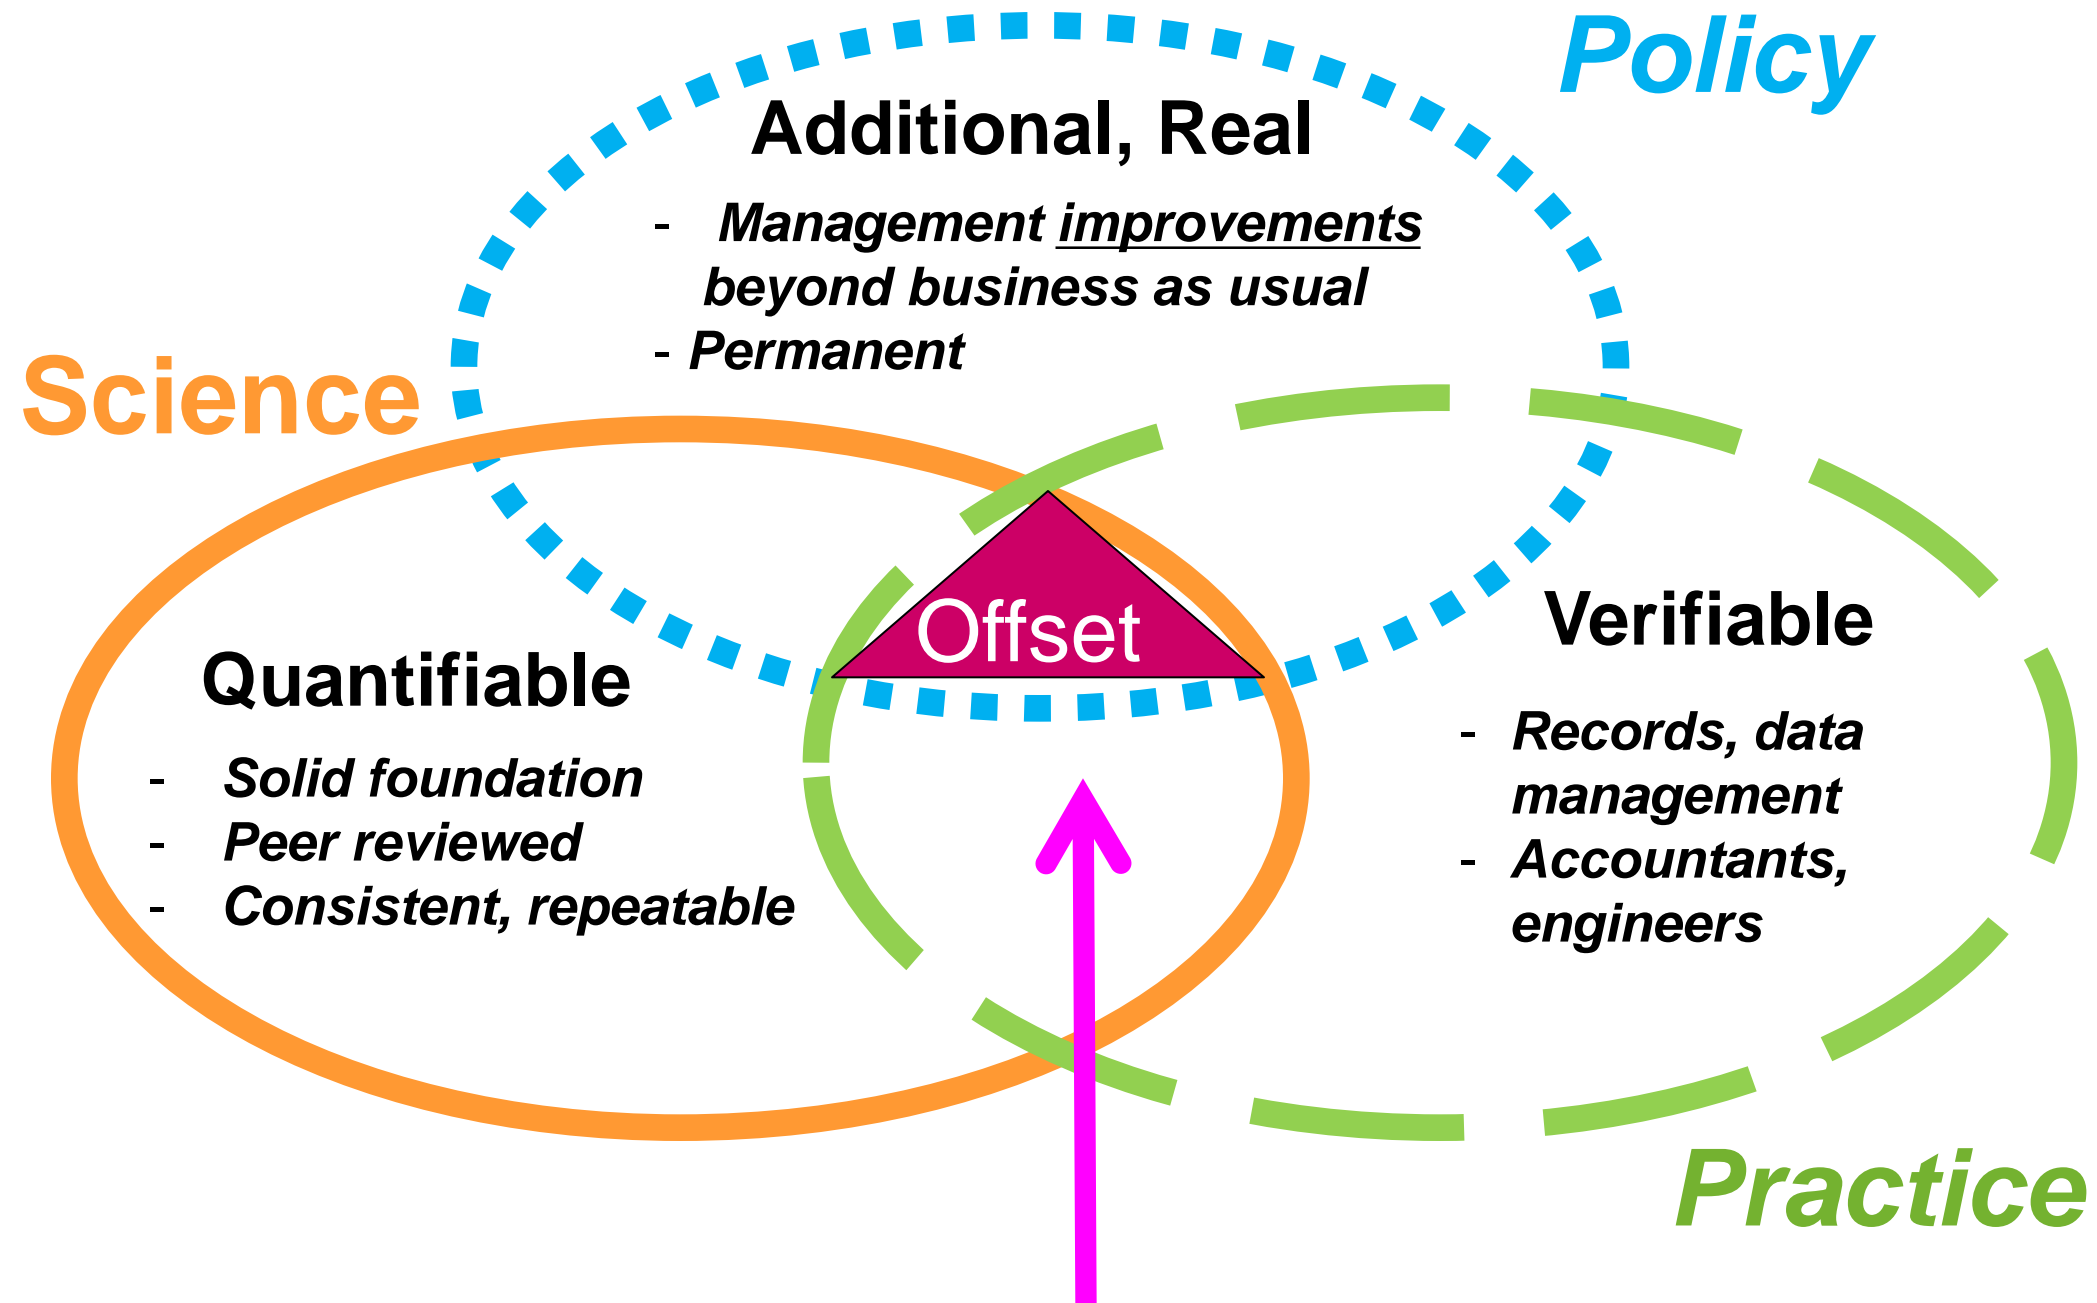 Policy
Additional, Real
- Management improvements
beyond business as usual
- Permanent
Science
Offset
Quantifiable
- Solid foundation
- Peer reviewed
- Consistent, repeatable
Verifiable
- Records, data
management
- Accountants,
engineers
Practice